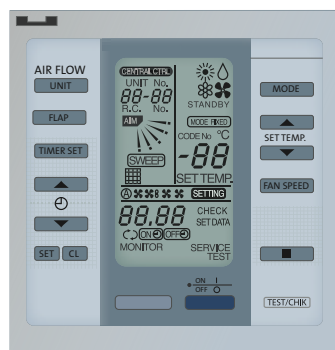 AIR FLOW
UNIT
FLAP
TIMER SET
SET CL
CENTRAL CTRL
UNIT No.
88-88
R.C. No.
STANDBY
AIM
MODE FIXED
CODE No °C
-88
SWEEP
SET TEMP.
A SETTING
88.88
CHECK
SET DATA
ON OFF
MONITOR
SERVICE
TEST
ON I
OFF O
MODE
SET TEMP.
FAN SPEED
TEST/CHK